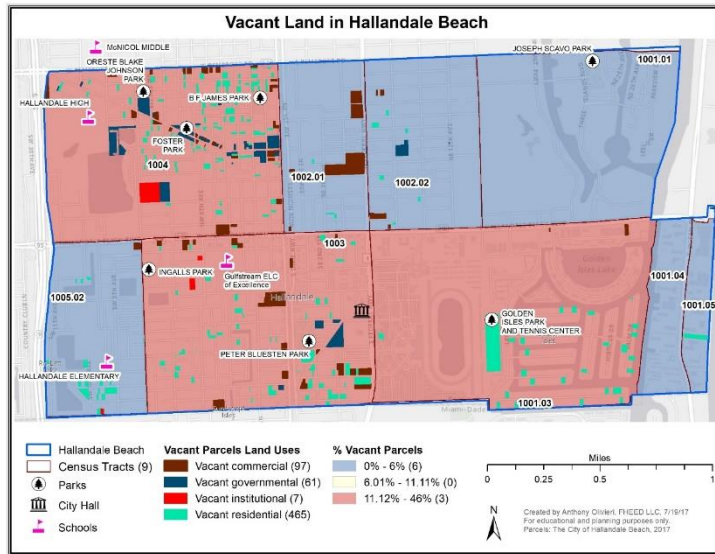 Vacant Land in Hallandale Beach
McNICOL MIDDLE
ORESTE BLAKE
JOHNSON
PARK
JOSEPH SCAVO PARK
1001.01
HALLANDALE HIGH
B.F. JAMES PARK
FOSTER
PARK
1004
1002.01
1002.02
1003
1001.04
1001.05
INGALLS PARK
Gulfstream ELC
of Excellence
1005.02
Hallandale
GOLDEN
ISLES PARK
AND TENNIS CENTER
PETER BLUESTEN PARK
HALLANDALE ELEMENTARY
Miami-Dade
1001.03
Hallandale Beach
Census Tracts (9)
Parks
City Hall
Schools
Vacant Parcels Land Uses
Vacant commercial (97)
Vacant governmental (61)
Vacant institutional (7)
Vacant residential (465)
% Vacant Parcels
0% - 6% (6)
6.01% - 11.11% (0)
11.12% - 46% (3)
Miles
0 0.25 0.5 1
N
Created by Anthony Olivieri, FHEED LLC, 7/19/17
For educational and planning purposes only.
Parcels: The City of Hallandale Beach, 2017